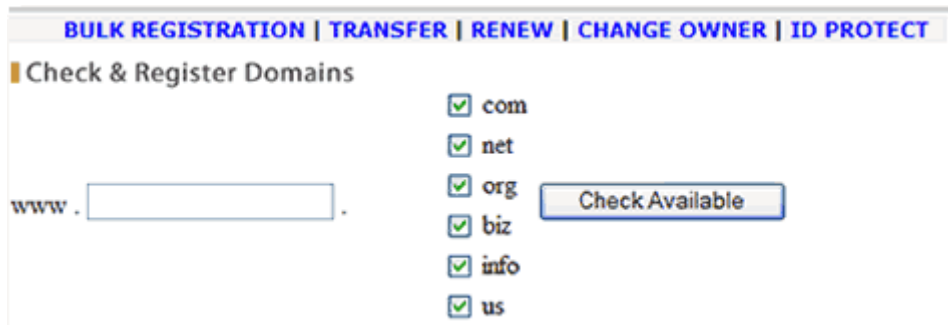 BULK REGISTRATION | TRANSFER | RENEW | CHANGE OWNER | ID PROTECT
Check & Register Domains
com
net
org
www . . Check Available
biz
info
us